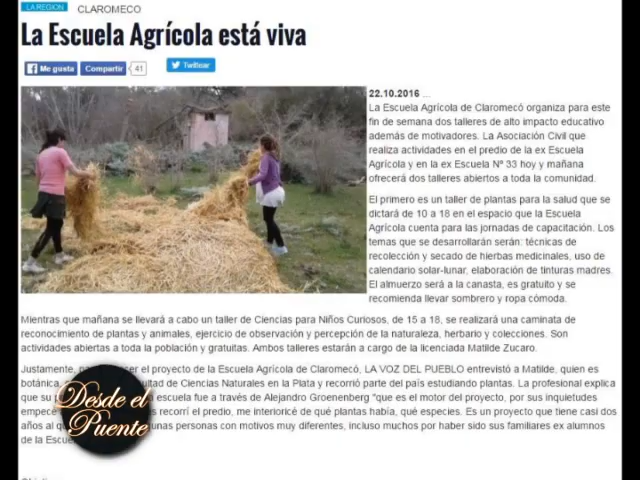 LA REGION CLAROMECO
La Escuela Agrícola está viva
Me gusta Compartir 41 Twittear
22.10.2016 ...
La Escuela Agrícola de Claromecó organiza para este
fin de semana dos talleres de alto impacto educativo
además de motivadores. La Asociación Civil que
realiza actividades en el predio de la ex Escuela
Agrícola y en la ex Escuela Nº 33 hoy y mañana
ofrecerá dos talleres abiertos a toda la comunidad.
El primero es un taller de plantas para la salud que se
dictará de 10 a 18 en el espacio que la Escuela
Agrícola cuenta para las jornadas de capacitación. Los
temas que se desarrollarán serán: técnicas de
recolección y secado de hierbas medicinales, uso de
calendario solar-lunar, elaboración de tinturas madres.
El almuerzo será a la canasta, es gratuito y se
recomienda llevar sombrero y ropa cómoda.
Mientras que mañana se llevará a cabo un taller de Ciencias para Niños Curiosos, de 15 a 18, se realizará una caminata de
reconocimiento de plantas y animales, ejercicio de observación y percepción de la naturaleza, herbario y colecciones. Son
actividades abiertas a toda la población y gratuitas. Ambos talleres estarán a cargo de la licenciada Matilde Zucaro.
Justamente, para el proyecto de la Escuela Agrícola de Claromecó, LA VOZ DEL PUEBLO entrevistó a Matilde, quien es
botánica, de Ciencias Naturales en la Plata y recorrió parte del país estudiando plantas. La profesional explica
que su escuela fue a través de Alejandro Groenenberg "que es el motor del proyecto, por sus inquietudes
empecé recorrí el predio, me interioricé de qué plantas había, qué especies. Es un proyecto que tiene casi dos
años al personas con motivos muy diferentes, incluso muchos por haber sido sus familiares ex alumnos
de la
Desde el
Puente